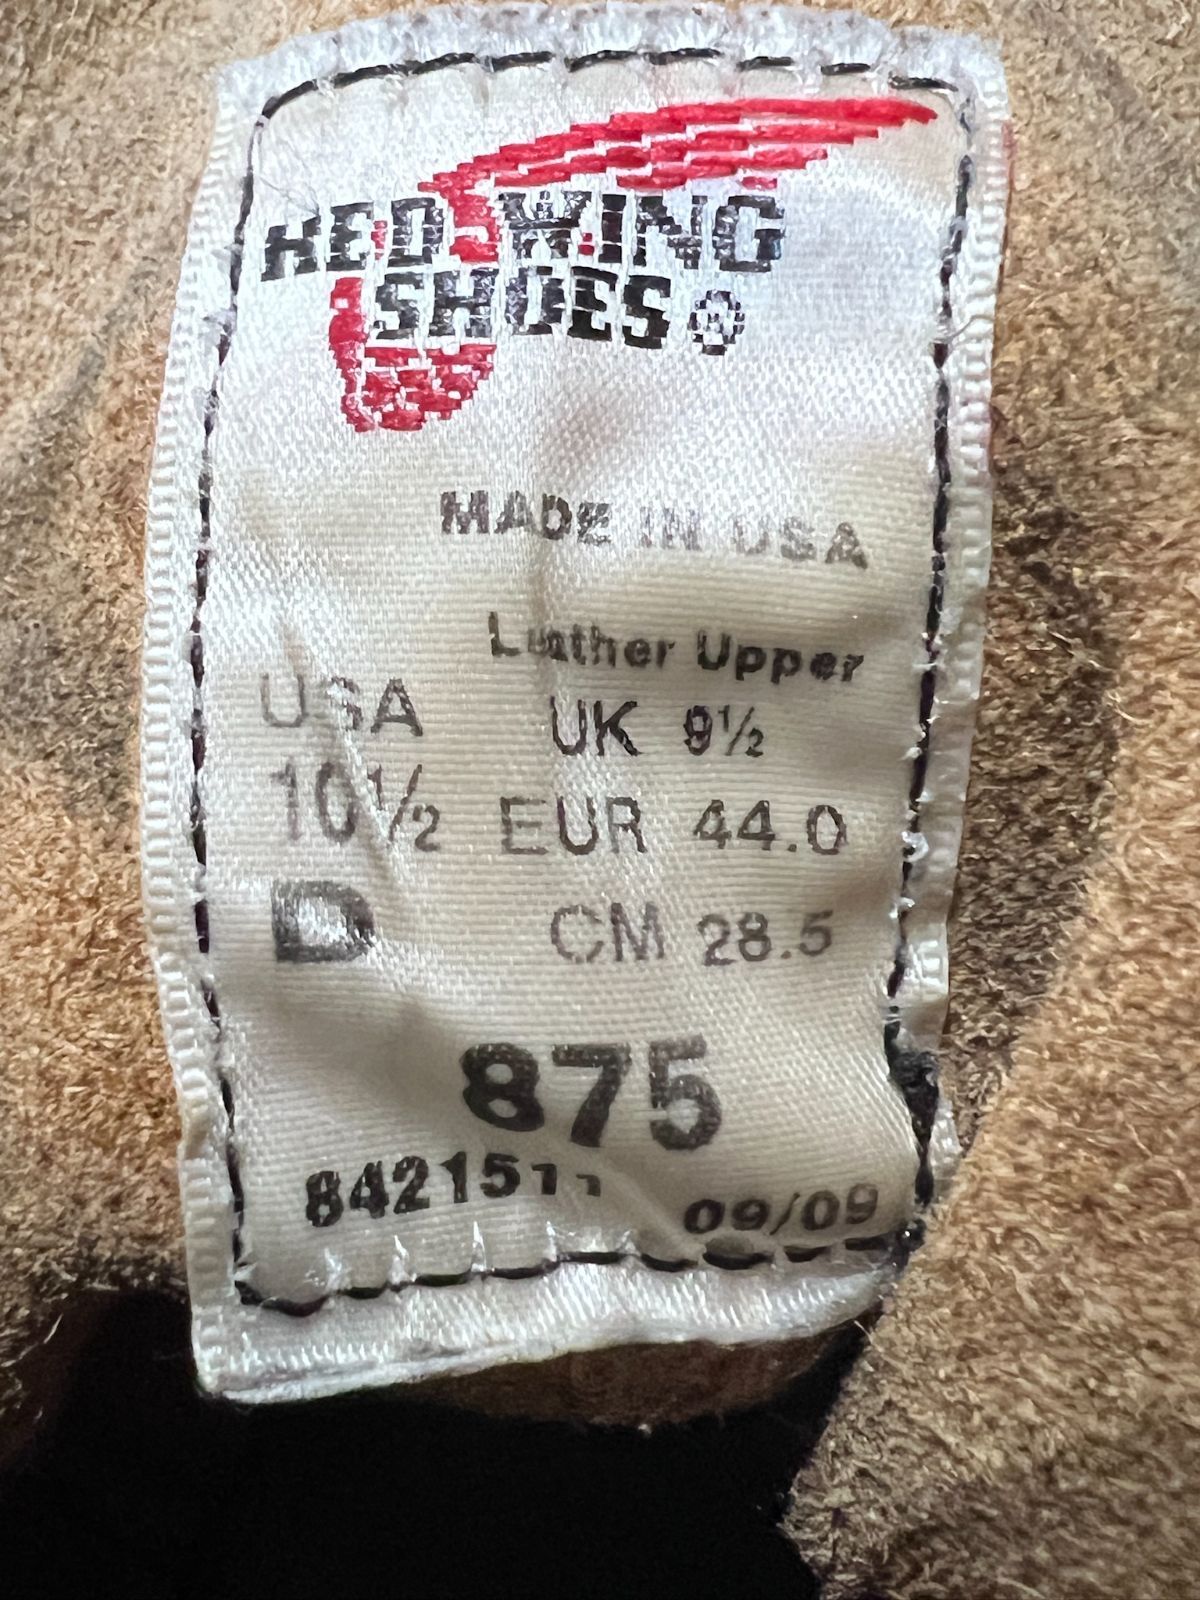 RED WING
SHOES®
MADE IN USA
Leather Upper
USA
10½
D
UK 9½
EUR 44.0
CM 28.5
875
09/09